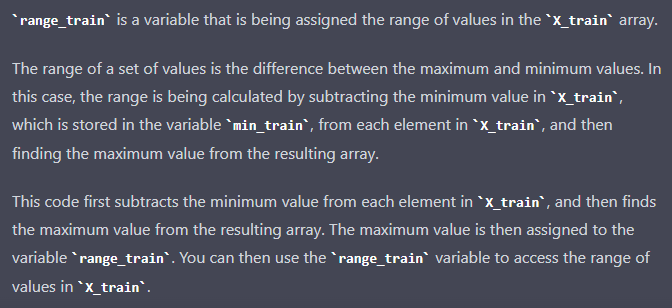 `range_train` is a variable that is being assigned the range of values in the `X_train` array.
The range of a set of values is the difference between the maximum and minimum values. In
this case, the range is being calculated by subtracting the minimum value in `X_train`,
which is stored in the variable `min_train`, from each element in `X_train`, and then
finding the maximum value from the resulting array.
This code first subtracts the minimum value from each element in `X_train`, and then finds
the maximum value from the resulting array. The maximum value is then assigned to the
variable `range_train`. You can then use the `range_train` variable to access the range of
values in `X_train`.